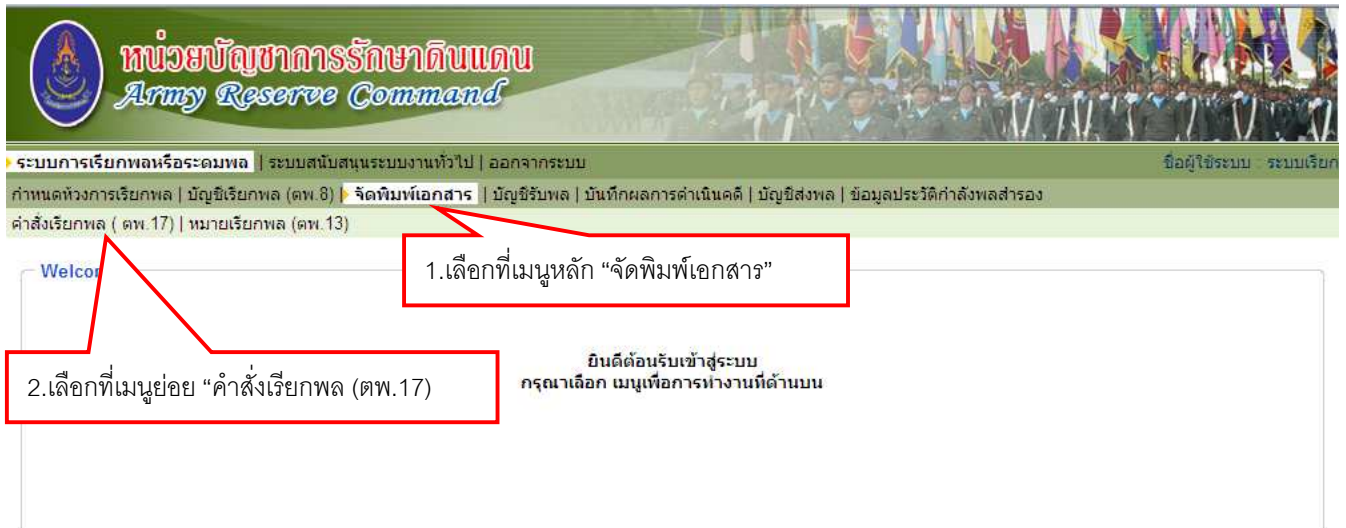 หน่วยบัญชาการรักษาดินแดน
Army Reserve Command
ระบบการเรียกพลหรือระดมพล | ระบบสนับสนุนระบบงานทั่วไป | ออกจากระบบ
ชื่อผู้ใช้ระบบ : ระบบเรียก
กำหนดห้วงการเรียกพล | บัญชีเรียกพล (ตพ.8) | จัดพิมพ์เอกสาร | บัญชีรับพล | บันทึกผลการดำเนินคดี | บัญชีส่งพล | ข้อมูลประวัติกำลังพลสำรอง
คำสั่งเรียกพล ( ตพ.17) | หมายเรียกพล (ตพ.13)
Welcom
1.เลือกที่เมนูหลัก “จัดพิมพ์เอกสาร”
ยินดีต้อนรับเข้าสู่ระบบ
กรุณาเลือก เมนูเพื่อการทำงานที่ด้านบน
2.เลือกที่เมนูย่อย “คำสั่งเรียกพล (ตพ.17)